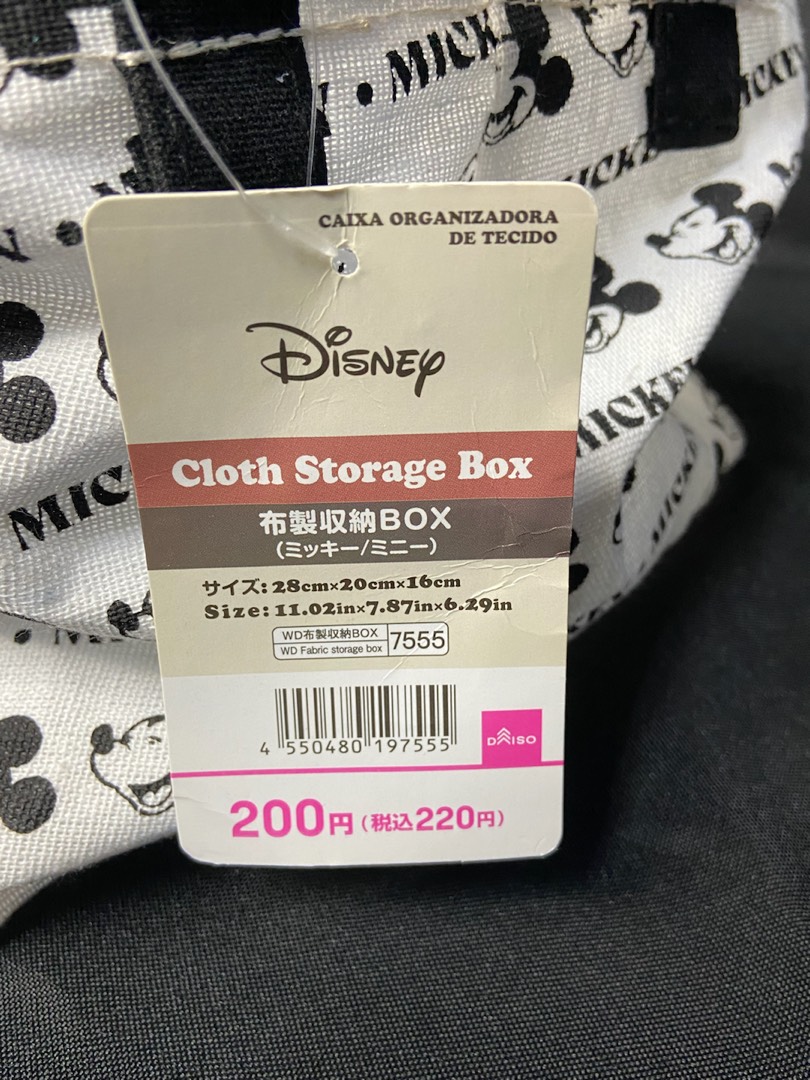 • MICK
MICKEY
CAIXA ORGANIZADORA
DE TECIDO
Disney
MICKEY
Cloth Storage Box
MIC
布製収納BOX
(ミッキー/ミニー)
サイズ: 28cm×20cm×16cm
Size: 11.02in×7.87in×6.29in
WD布製収納BOX 7555
WD Fabric storage box
4 550480 197555
DAISO
200円(税込220円)